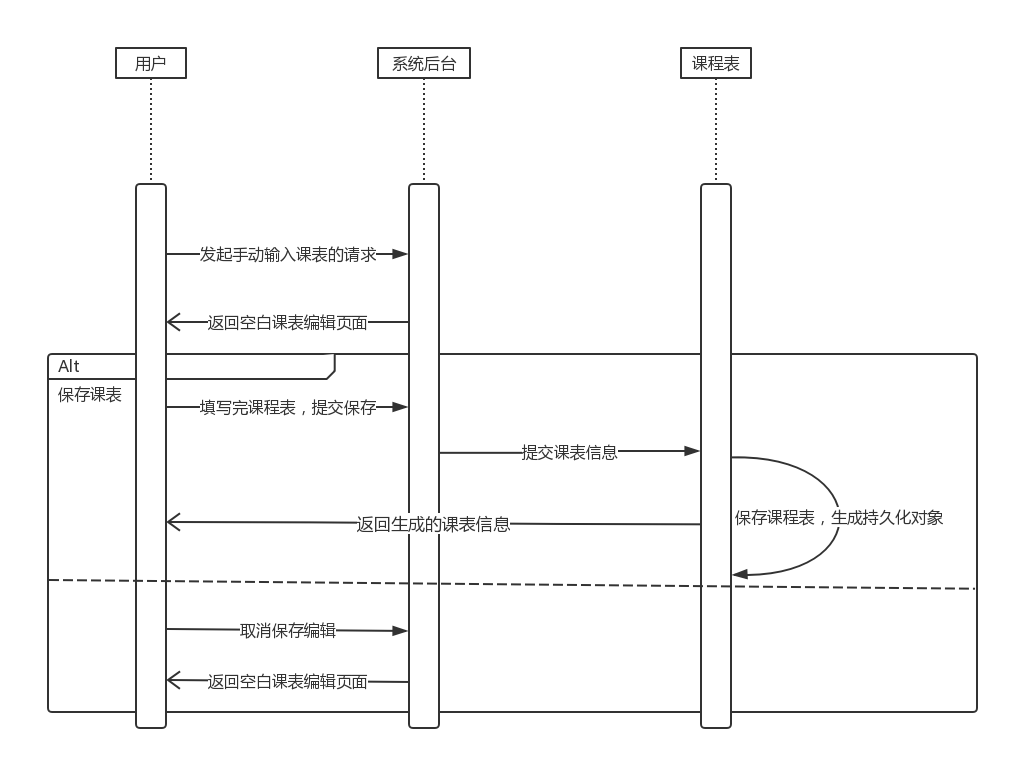 用户
系统后台
课程表
发起手动输入课表的请求
返回空白课表编辑页面
Alt
保存课表
填写完课程表，提交保存
提交课表信息
保存课程表，生成持久化对象
返回生成的课表信息
取消保存编辑
返回空白课表编辑页面